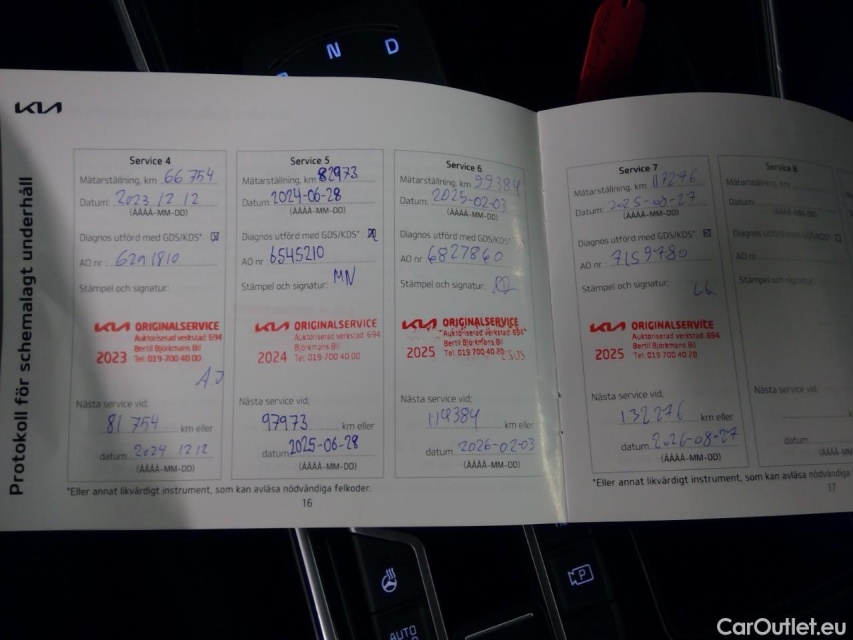 N D
KIA
Protokoll för schemalagt underhåll
Service 4
Mätarställning, km 66 754
Datum: 2023 12 12
(ÅÅÅÅ-MM-DD)
Diagnos utförd med GDS/KDS*
AO nr: 6291810
Stämpel och signatur:
KIA ORIGINALSERVICE
Auktoriserad verkstad: 694
Bertil Björkmans Bil
2023 Tel: 019-700 40 00
AJ
Nästa service vid:
81 754 km eller
datum: 2024 12 12
(ÅÅÅÅ-MM-DD)
Service 5
Mätarställning, km 82973
Datum: 2024-06-28
(ÅÅÅÅ-MM-DD)
Diagnos utförd med GDS/KDS*
AO nr 6545210
Stämpel och signatur: MN
KIA ORIGINALSERVICE
Auktoriserad verkstad: 694
Bertil Björkmans Bil
2024 Tel: 019-700 40 00
Nästa service vid:
97973 km eller
datum: 2025-06-28
(ÅÅÅÅ-MM-DD)
*Eller annat likvärdigt instrument, som kan avläsa nödvändiga felkoder.
16
Service 6
Mätarställning, km 99384
Datum: 2025-02-03
(ÅÅÅÅ-MM-DD)
Diagnos utförd med GDS/KDS*
AO nr: 6827860
Stämpel och signatur:
KIA ORIGINALSERVICE
Auktoriserad verkstad: 694
Bertil Björkmans Bil
2025 Tel: 019-700 40 20
Nästa service vid:
119384 km eller
datum: 2026-02-03
(ÅÅÅÅ-MM-DD)
Service 7
Mätarställning, km 117276
Datum: 2025-08-27
(ÅÅÅÅ-MM-DD)
Diagnos utförd med GDS/KDS*
AO nr: 7159780
Stämpel och signatur:
KIA ORIGINALSERVICE
Auktoriserad verkstad: 694
Bertil Björkmans Bil
2025 Tel: 019-700 40 20
Nästa service vid:
132276 km eller
datum: 2026-08-27
(ÅÅÅÅ-MM-DD)
Service 8
Mätarställning, km
Datum:
(ÅÅÅÅ-MM-DD)
Diagnos utförd med GDS/KDS*
AO nr:
Stämpel och signatur:
Nästa service vid:
datum:
*Eller annat likvärdigt instrument, som kan avläsa nödvändiga
17
P
AUTO
CarOutlet.eu